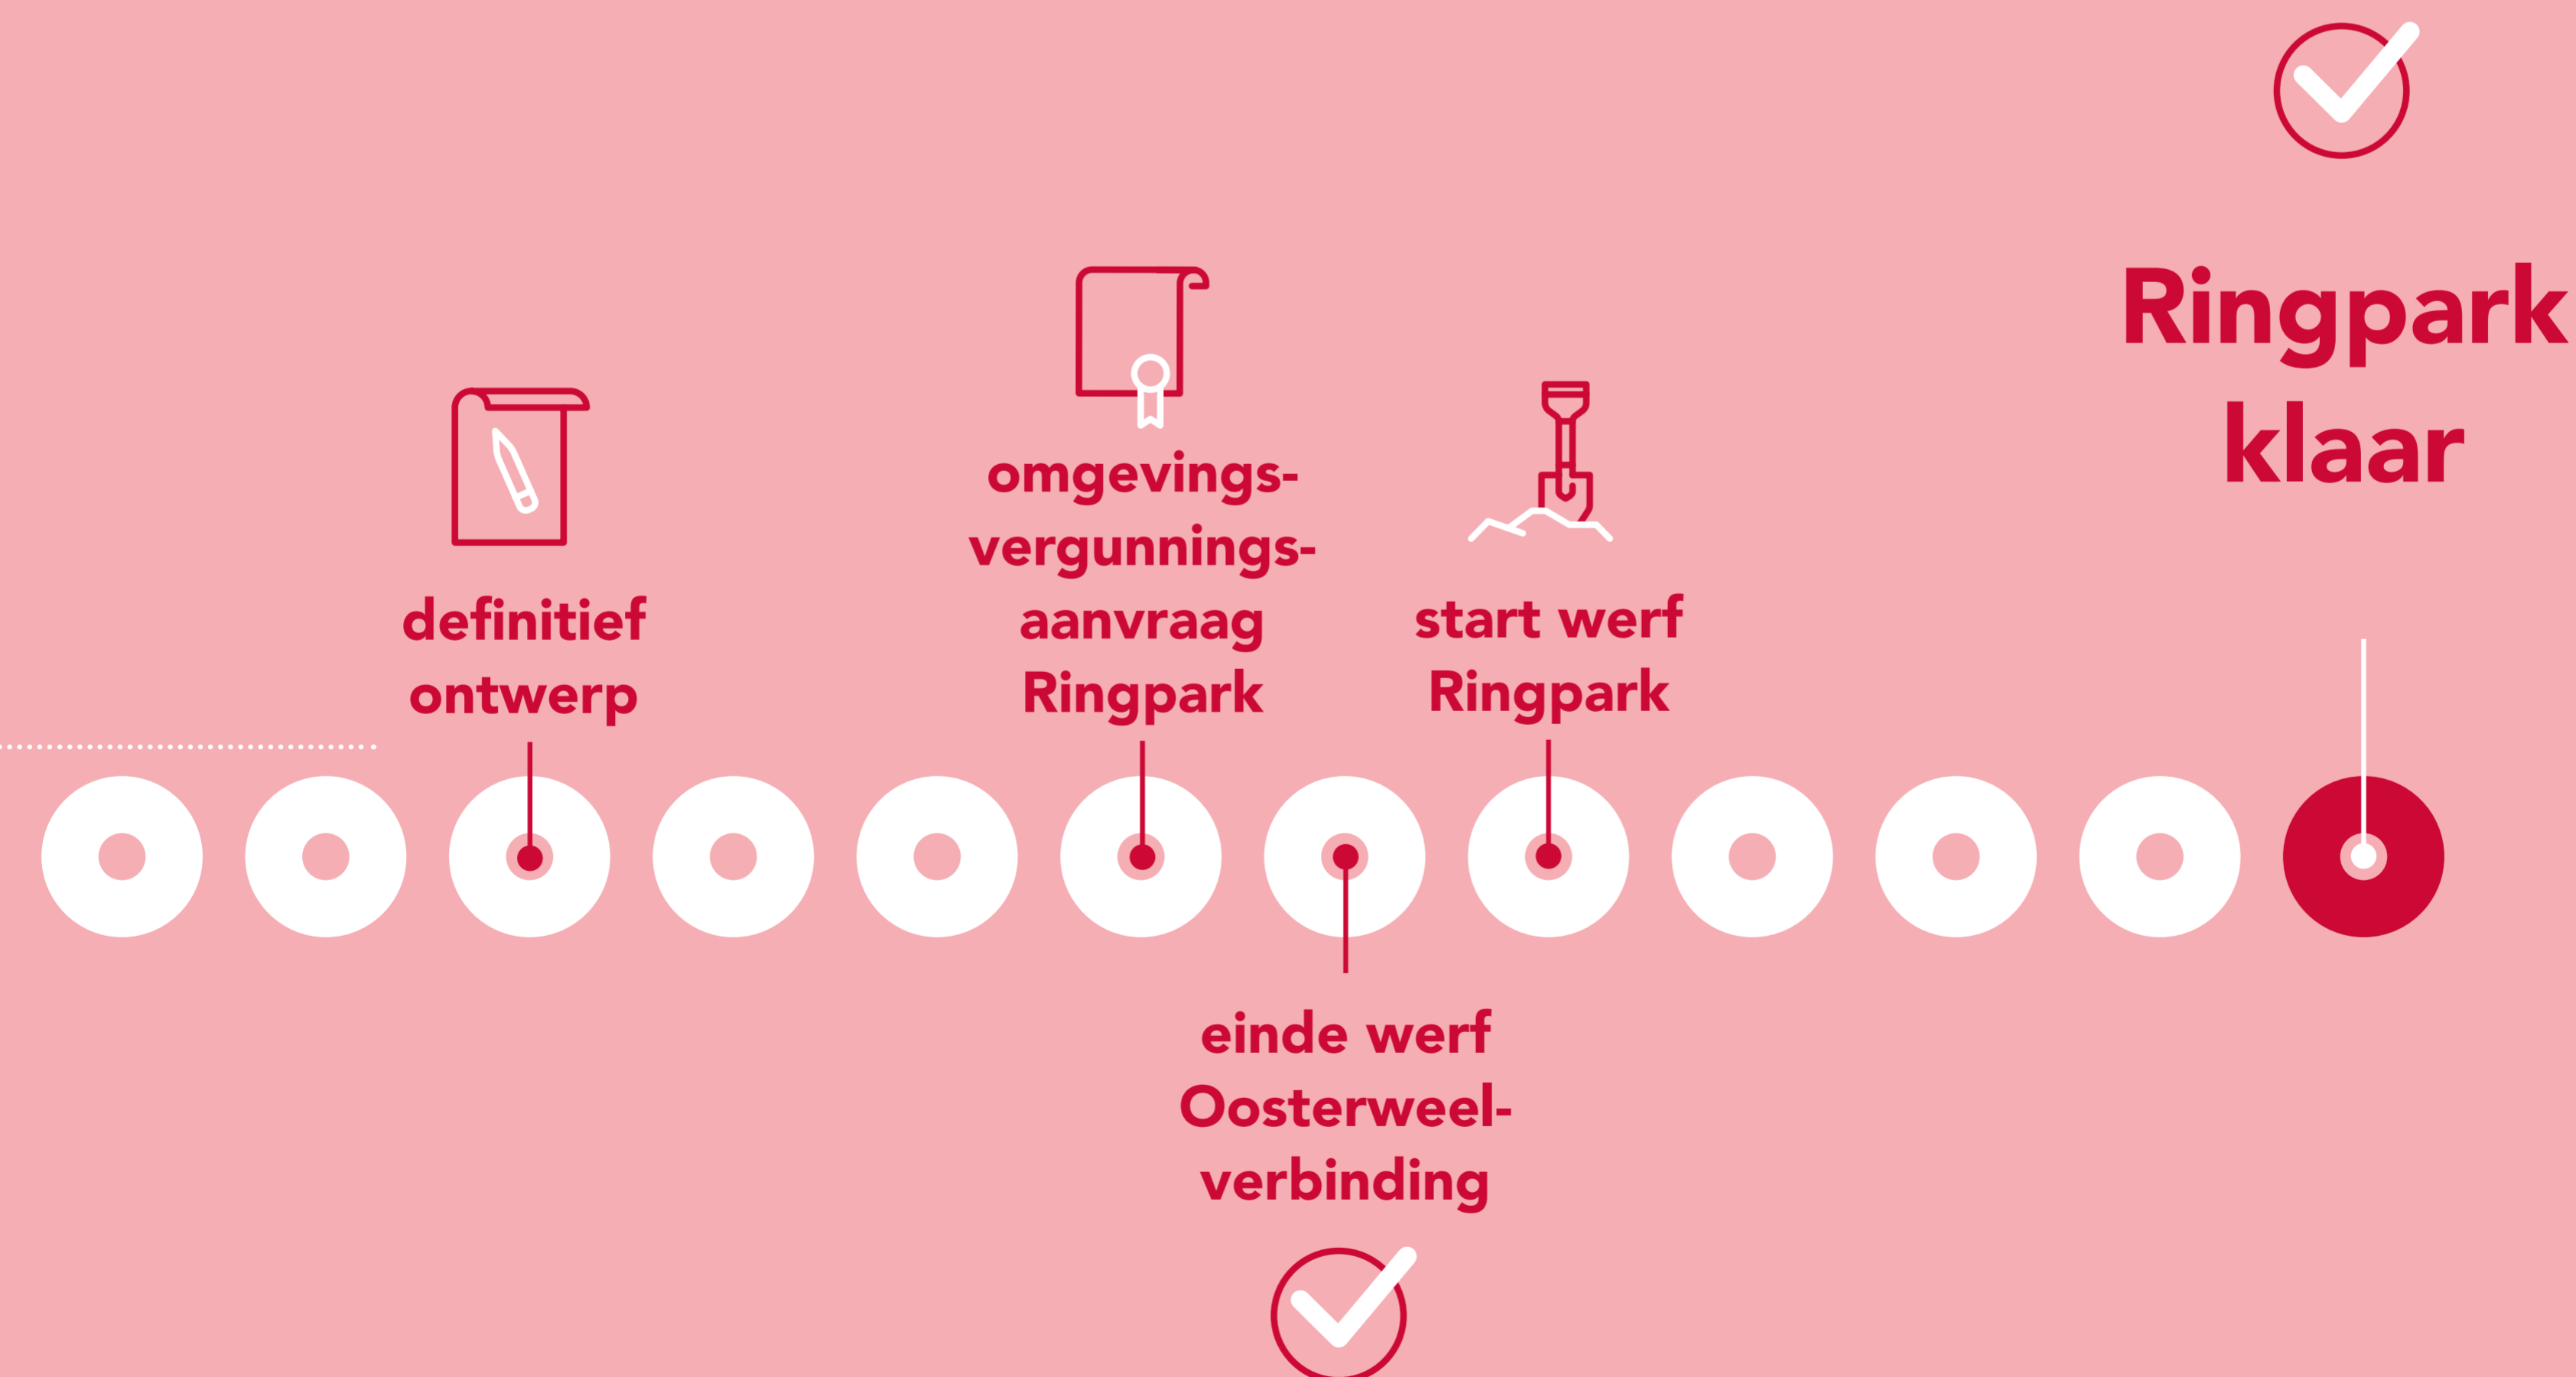 definitief
ontwerp
omgevings-
vergunnings-
aanvraag
Ringpark
einde werf
Oosterweel-
verbinding
start werf
Ringpark
Ringpark
klaar